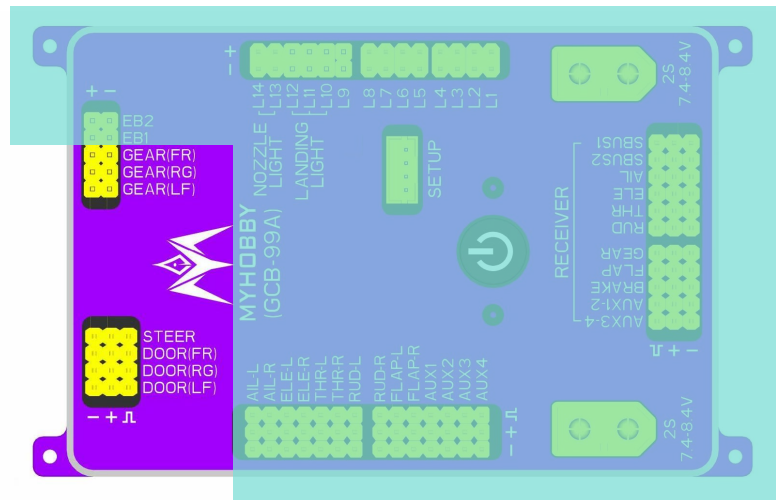 - +
L14
L13
L12
L11
L10
L9
L8
L7
L6
L5
L4
L3
L2
L1
NOZZLE LIGHT
LANDING LIGHT
2S
7.4-8.4V
+ -
EB2
EB1
GEAR(FR)
GEAR(RG)
GEAR(LF)
SETUP
MYHOBBY
(GCB-99A)
RECEIVER
SBUS1
SBUS2
AIL
ELE
THR
RUD
GEAR
FLAP
BRAKE
AUX1-2
AUX3-4
- +
STEER
DOOR(FR)
DOOR(RG)
DOOR(LF)
- +
AIL-L
AIL-R
ELE-L
ELE-R
THR-L
THR-R
RUD-L
RUD-R
FLAP-L
FLAP-R
AUX1
AUX2
AUX3
AUX4
- +
2S
7.4-8.4V